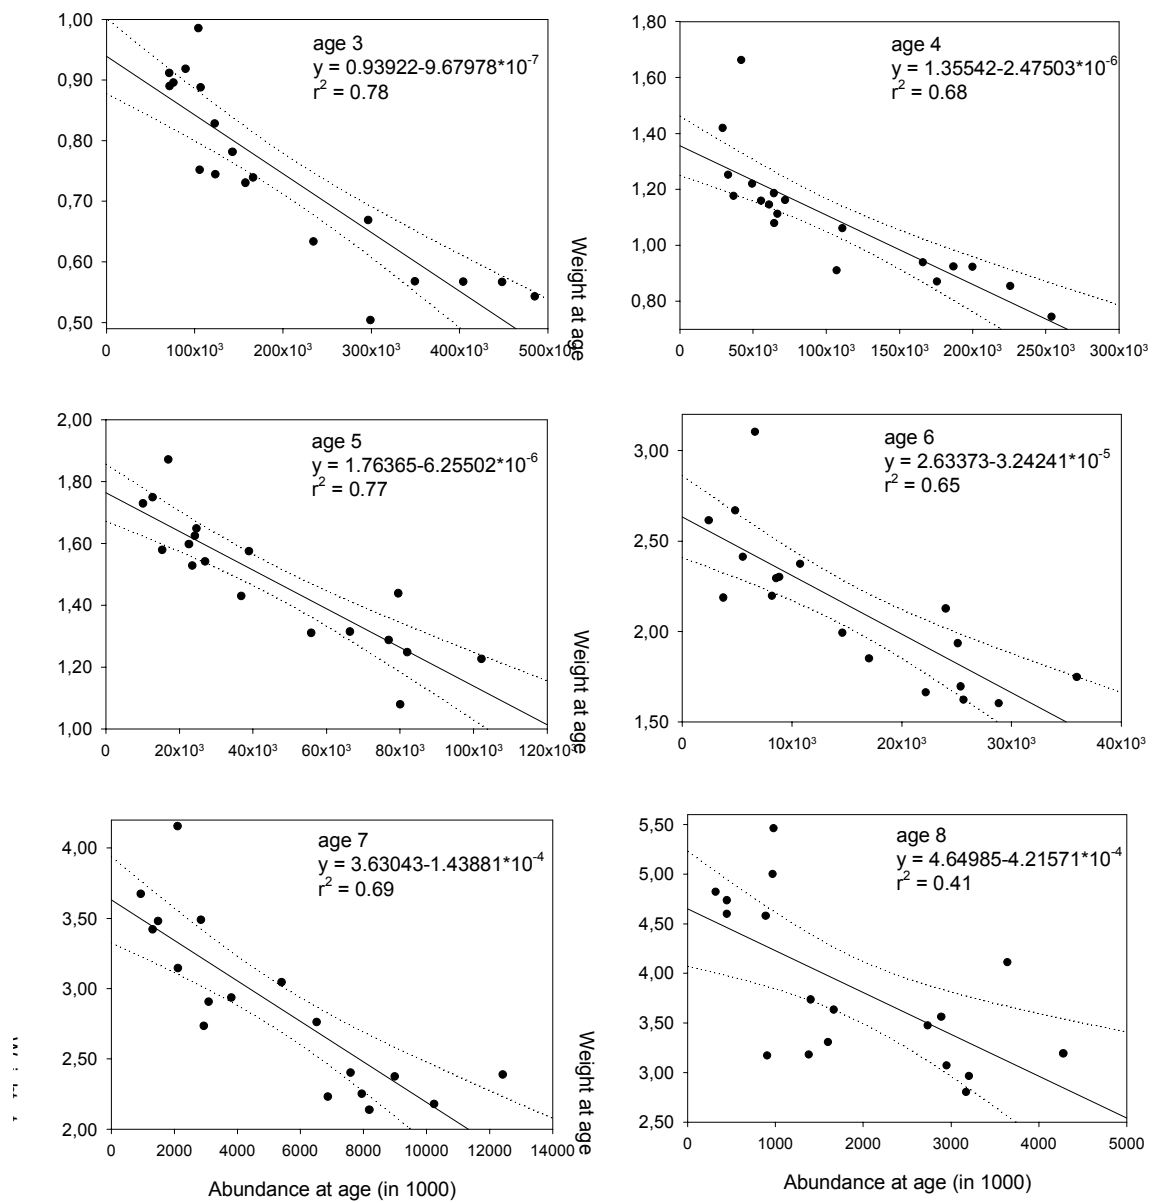 age 3
y = 0.93922-9.67978*10-7
r2 = 0.78
1,00
0,90
0,80
0,70
0,60
0,50
0
100x10³
200x10³
300x10³
400x10³
Weight at age
age 4
y = 1.35542-2.47503*10-6
r2 = 0.68
1,80
1,60
1,40
1,20
1,00
0,80
0
50x10³
100x10³
150x10³
200x10³
250x10³
300x10³
age 5
y = 1.76365-6.25502*10-6
r2 = 0.77
2,00
1,80
1,60
1,40
1,20
1,00
0
20x10³
40x10³
60x10³
80x10³
100x10³
120x10³
Weight at age
age 6
y = 2.63373-3.24241*10-5
r2 = 0.65
3,00
2,50
2,00
1,50
0
10x10³
20x10³
30x10³
40x10³
age 7
y = 3.63043-1.43881*10-4
r2 = 0.69
4,00
3,50
3,00
2,50
2,00
0
2000
4000
6000
8000
10000
12000
14000
Abundance at age (in 1000)
Weight at age
age 8
y = 4.64985-4.21571*10-4
r2 = 0.41
5,50
5,00
4,50
4,00
3,50
3,00
2,50
0
1000
2000
3000
4000
5000
Abundance at age (in 1000)